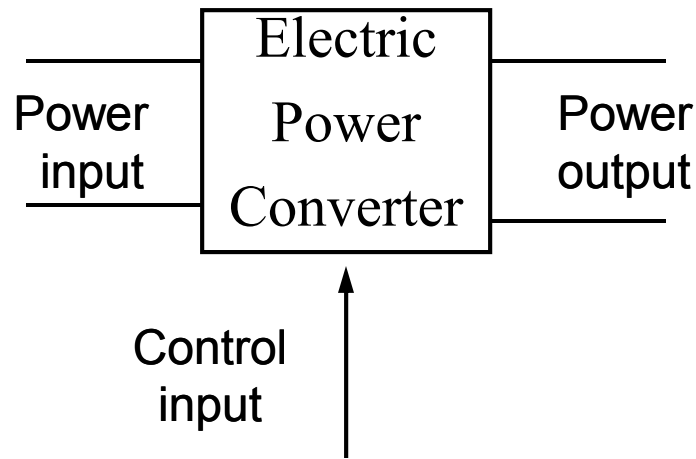 Electric
Power
Converter
Power
input
Power
output
Control
input